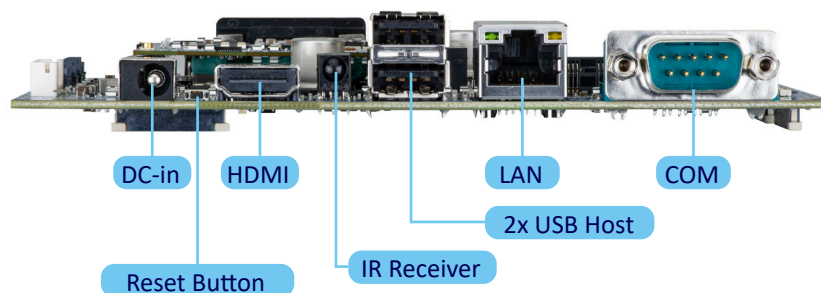 DC-in
HDMI
LAN
COM
2x USB Host
IR Receiver
Reset Button